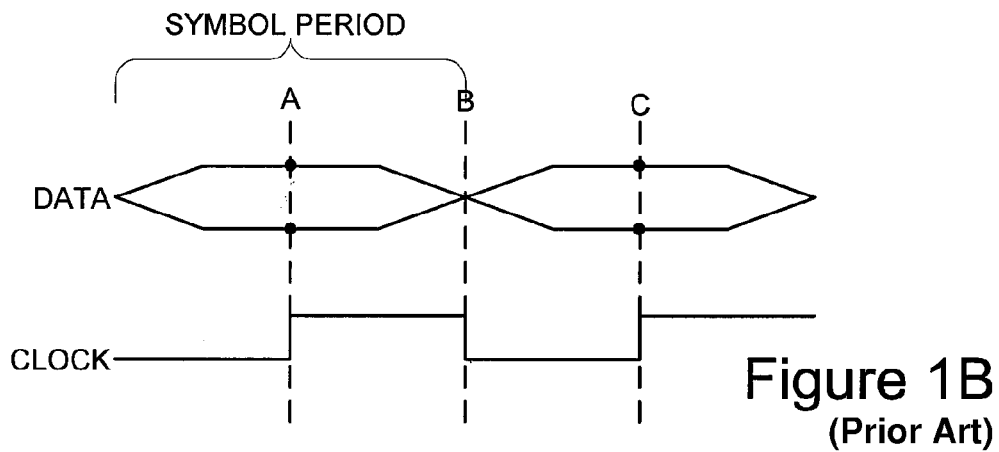 SYMBOL PERIOD
A
B
C
DATA
CLOCK
Figure 1B
(Prior Art)